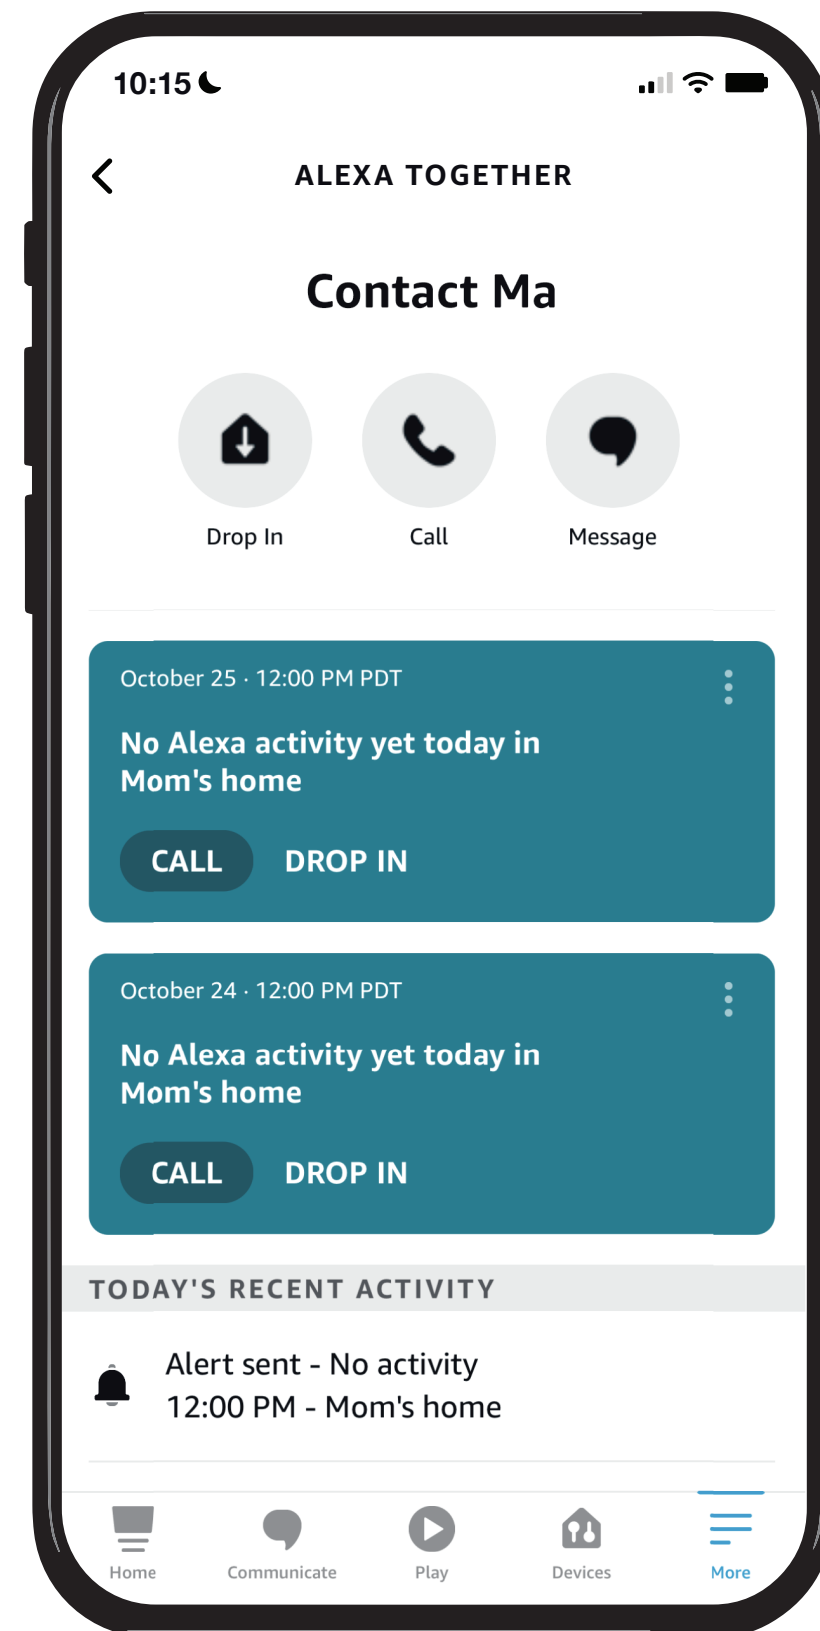 10:15
ALEXA TOGETHER
Contact Ma
Drop In
Call
Message
October 25 · 12:00 PM PDT
No Alexa activity yet today in
Mom's home
CALL
DROP IN
October 24 · 12:00 PM PDT
No Alexa activity yet today in
Mom's home
CALL
DROP IN
TODAY'S RECENT ACTIVITY
Alert sent - No activity
12:00 PM - Mom's home
Home
Communicate
Play
Devices
More